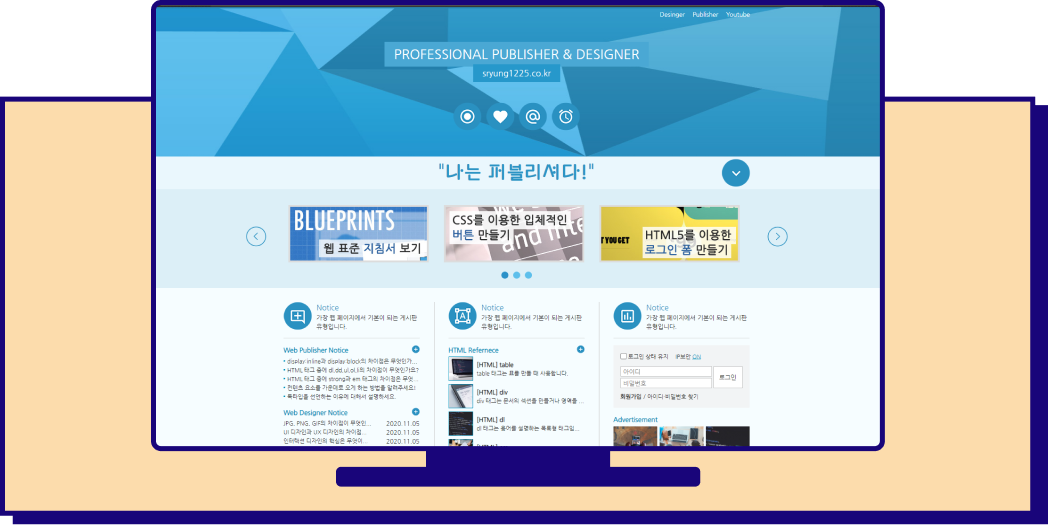 Desinger Publisher Youtube
PROFESSIONAL PUBLISHER & DESIGNER
sryung1225.co.kr
"나는 퍼블리셔다!"
BLUEPRINTS
웹 표준 지침서 보기
CSS를 이용한 입체적인
버튼 만들기
and inte
T YOU GET
HTML5를 이용한
로그인 폼 만들기
Notice
가장 웹 페이지에서 기본이 되는 게시판
유형입니다.
Web Publisher Notice
display inline과 display block의 차이점은 무엇인가...
HTML 태그 중에 dl,dd,ul,ol,li의 차이점이 무엇인가요?
HTML 태그 중에 strong과 em 태그의 차이점은 무엇...
컨텐츠 요소를 가운데로 오게 하는 방법을 알려주세요!
독타입을 선언하는 이유에 대해서 설명하세요.
Web Designer Notice
JPG, PNG, GIF의 차이점이 무엇인... 2020.11.05
UI 디자인과 UX 디자인의 차이점... 2020.11.05
인터랙션 디자인의 핵심은 무엇이... 2020.11.05
Notice
가장 웹 페이지에서 기본이 되는 게시판
유형입니다.
HTML Refernece
[HTML] table
table 태그는 표를 만들 때 사용합니다.
[HTML] div
div 태그는 문서의 섹션을 만들거나 영역을 ...
[HTML] dl
dl 태그는 용어를 설명하는 목록형 태그입...
Notice
가장 웹 페이지에서 기본이 되는 게시판
유형입니다.
로그인 상태 유지 IP보안 ON
아이디
비밀번호
로그인
회원가입 / 아이디·비밀번호 찾기
Advertisement